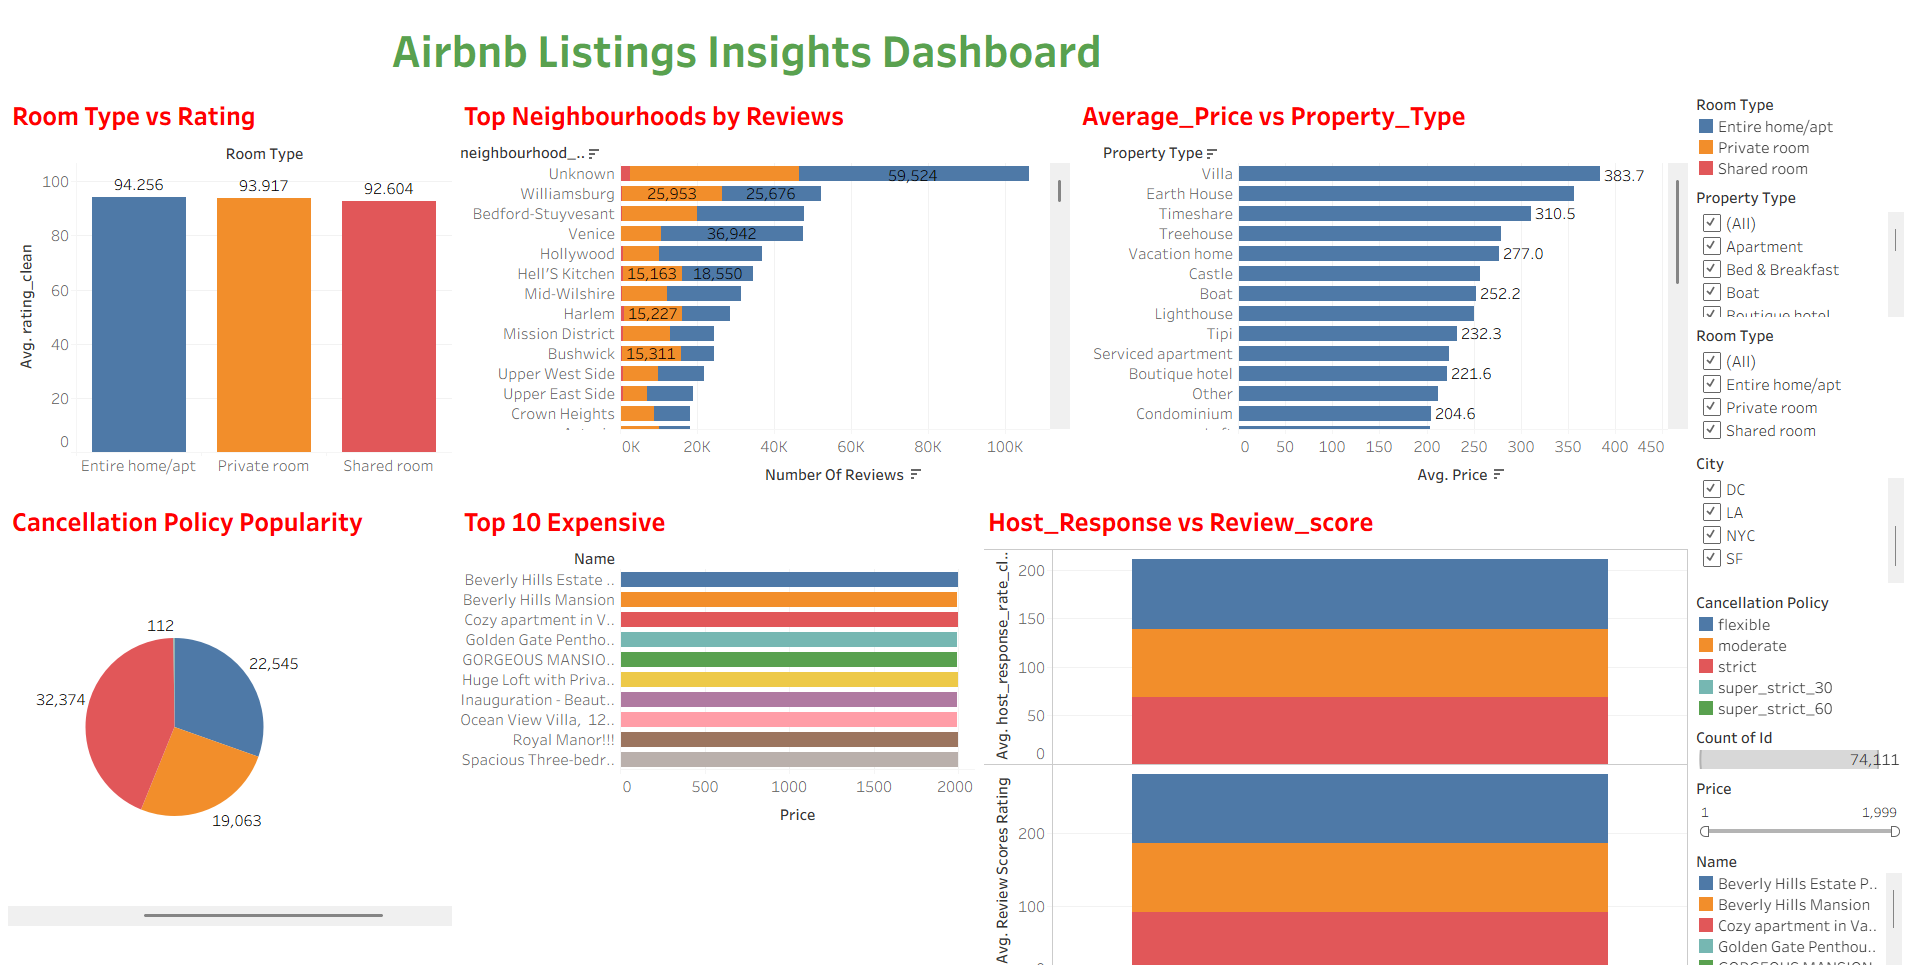 Airbnb Listings Insights Dashboard
Room Type vs Rating
Room Type
100
80
60
40
20
0
Avg. rating_clean
94.256
93.917
92.604
Entire home/apt
Private room
Shared room
Top Neighbourhoods by Reviews
neighbourhood_..
Unknown
59,524
Williamsburg
25,953
25,676
Bedford-Stuyvesant
Venice
36,942
Hollywood
Hell'S Kitchen
15,163
18,550
Mid-Wilshire
Harlem
15,227
Mission District
Bushwick
15,311
Upper West Side
Upper East Side
Crown Heights
0K
20K
40K
60K
80K
100K
Number Of Reviews
Average_Price vs Property_Type
Property Type
Villa
383.7
Earth House
Timeshare
310.5
Treehouse
Vacation home
277.0
Castle
Boat
252.2
Lighthouse
Tipi
232.3
Serviced apartment
Boutique hotel
221.6
Other
Condominium
204.6
0
50
100
150
200
250
300
350
400
450
Avg. Price
Room Type
Entire home/apt
Private room
Shared room
Property Type
(All)
Apartment
Bed & Breakfast
Boat
Boutique hotel
Room Type
(All)
Entire home/apt
Private room
Shared room
City
DC
LA
NYC
SF
Cancellation Policy
flexible
moderate
strict
super_strict_30
super_strict_60
Count of Id
74,111
Price
1
1,999
Name
Beverly Hills Estate P..
Beverly Hills Mansion
Cozy apartment in Va..
Golden Gate Penthou..
Cancellation Policy Popularity
112
22,545
32,374
19,063
Top 10 Expensive
Name
Beverly Hills Estate ..
Beverly Hills Mansion
Cozy apartment in V..
Golden Gate Pentho..
GORGEOUS MANSIO..
Huge Loft with Priva..
Inauguration - Beaut..
Ocean View Villa, 12..
Royal Manor!!!
Spacious Three-bedr..
0
500
1000
1500
2000
Price
Host_Response vs Review_score
Avg. host_response_rate_cl..
200
150
100
50
0
Avg. Review Scores Rating
200
100